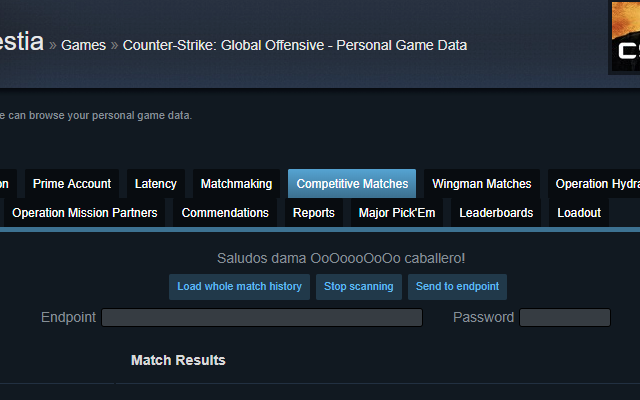 estia » Games » Counter-Strike: Global Offensive - Personal Game Data
CS
e can browse your personal game data.
on Prime Account Latency Matchmaking Competitive Matches Wingman Matches Operation Hydra
Operation Mission Partners Commendations Reports Major Pick'Em Leaderboards Loadout
Saludos dama OoOoooOoOo caballero!
Load whole match history Stop scanning Send to endpoint
Endpoint Password
Match Results